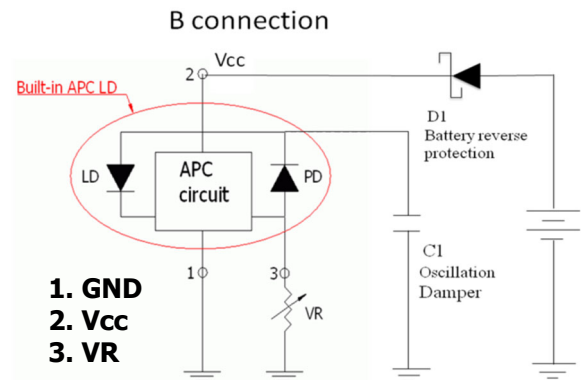 B connection
Vcc
2
Built-in APC LD
D1
Battery reverse
protection
LD
APC
circuit
PD
C1
Oscillation
Damper
1
3
VR
1. GND
2. Vcc
3. VR